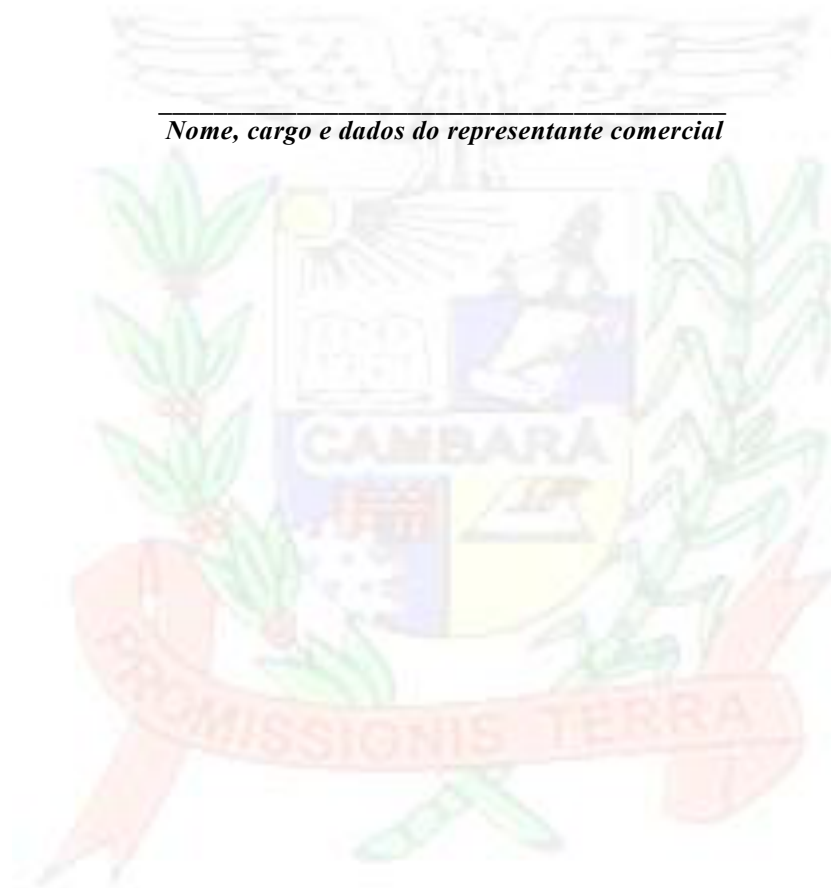 Nome, cargo e dados do representante comercial
CAMBARÁ
PROMISSIONIS TERRA